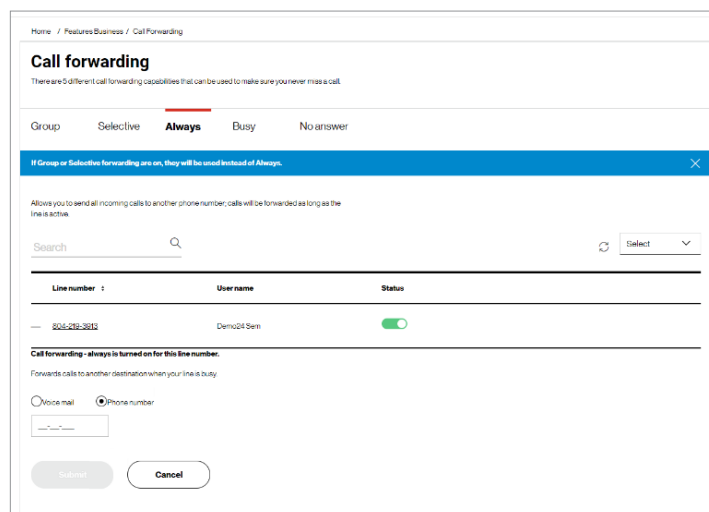 Home / Features Business / Call Forwarding
Call forwarding
There are 5 different call forwarding capabilities that can be used to make sure you never miss a call.
Group Selective Always Busy No answer
If Group or Selective forwarding are on, they will be used instead of Always.
Allows you to send all incoming calls to another phone number; calls will be forwarded as long as the
line is active.
Search Select
Line number User name Status
804-219-3913 Demo24 Sem
Call forwarding - always is turned on for this line number.
Forwards calls to another destination when your line is busy.
Voice mail Phone number
__-__-___
Submit Cancel